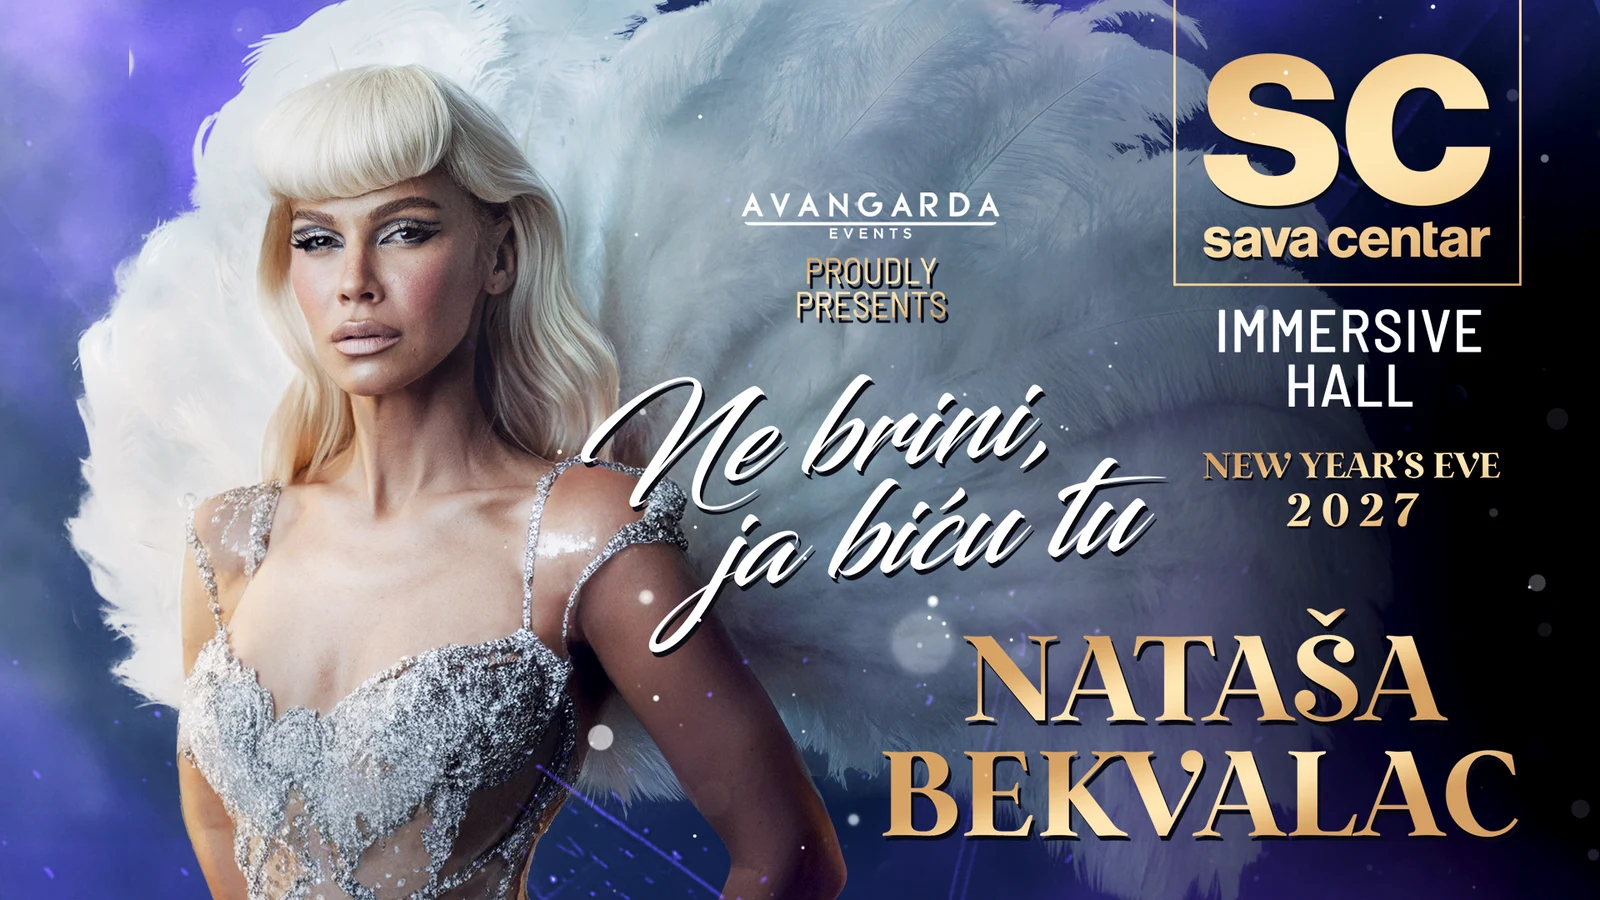 AVANGARDA
EVENTS
PROUDLY
PRESENTS
Ne brini,
ja biću tu
SC
sava centar
IMMERSIVE
HALL
NEW YEAR'S EVE
2027
NATAŠA
BEKVALAC